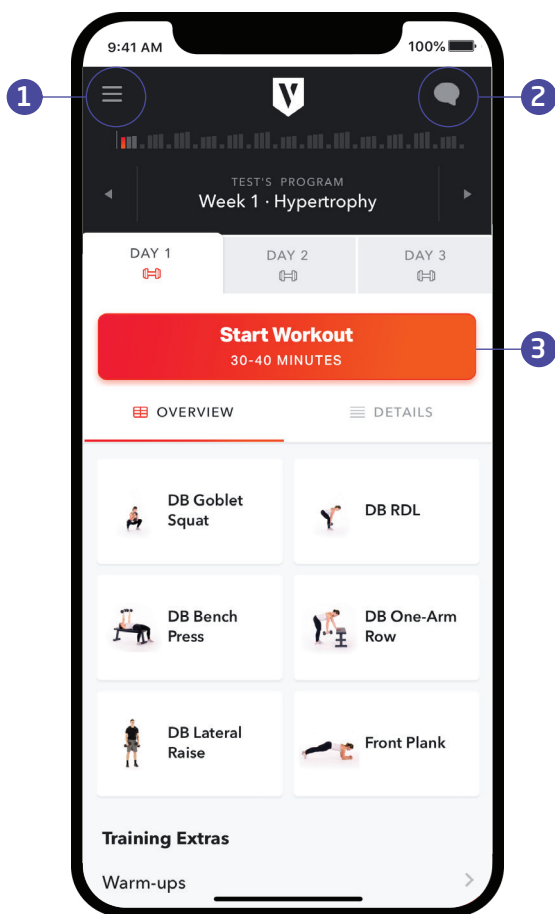 9:41 AM 100%
1
2
TEST'S PROGRAM
Week 1 · Hypertrophy
DAY 1 DAY 2 DAY 3
Start Workout
30-40 MINUTES
3
OVERVIEW DETAILS
DB Goblet
Squat
DB RDL
DB Bench
Press
DB One-Arm
Row
DB Lateral
Raise
Front Plank
Training Extras
Warm-ups